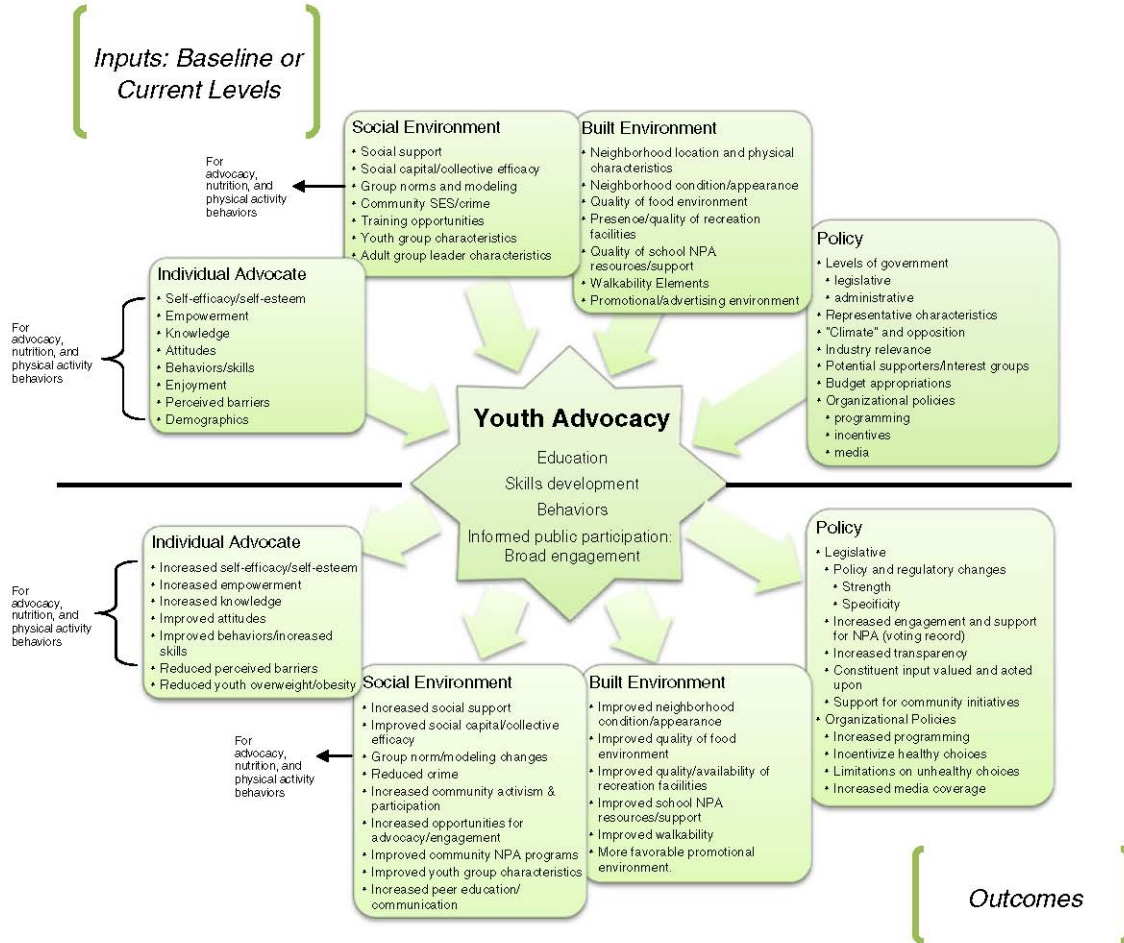 Inputs: Baseline or
Current Levels
For
advocacy,
nutrition, and
physical activity
behaviors
Social Environment
• Social support
• Social capital/collective efficacy
• Group norms and modeling
• Community SES/crime
• Training opportunities
• Youth group characteristics
• Adult group leader characteristics
Built Environment
• Neighborhood location and physical
characteristics
• Neighborhood condition/appearance
• Quality of food environment
• Presence/quality of recreation
facilities
• Quality of school NPA
resources/support
• Walkability Elements
• Promotional/advertising environment
Policy
• Levels of government
• legislative
• administrative
• Representative characteristics
• "Climate" and opposition
• Industry relevance
• Potential supporters/Interest groups
• Budget appropriations
• Organizational policies
• programming
• incentives
• media
For
advocacy,
nutrition, and
physical activity
behaviors
Individual Advocate
• Self-efficacy/self-esteem
• Empowerment
• Knowledge
• Attitudes
• Behaviors/skills
• Enjoyment
• Perceived barriers
• Demographics
Youth Advocacy
Education
Skills development
Behaviors
Informed public participation:
Broad engagement
For
advocacy,
nutrition, and
physical activity
behaviors
Individual Advocate
• Increased self-efficacy/self-esteem
• Increased empowerment
• Increased knowledge
• Improved attitudes
• Improved behaviors/increased
skills
• Reduced perceived barriers
• Reduced youth overweight/obesity
For
advocacy,
nutrition, and
physical activity
behaviors
Social Environment
• Increased social support
• Improved social capital/collective
efficacy
• Group norm/modeling changes
• Reduced crime
• Increased community activism &
participation
• Increased opportunities for
advocacy/engagement
• Improved community NPA programs
• Improved youth group characteristics
• Increased peer education/
communication
Built Environment
• Improved neighborhood
condition/appearance
• Improved quality of food
environment
• Improved quality/availability of
recreation facilities
• Improved school NPA
resources/support
• Improved walkability
• More favorable promotional
environment.
Policy
• Legislative
• Policy and regulatory changes
• Strength
• Specificity
• Increased engagement and support
for NPA (voting record)
• Increased transparency
• Constituent input valued and acted
upon
• Support for community initiatives
• Organizational Policies
• Increased programming
• Incentivize healthy choices
• Limitations on unhealthy choices
• Increased media coverage
Outcomes